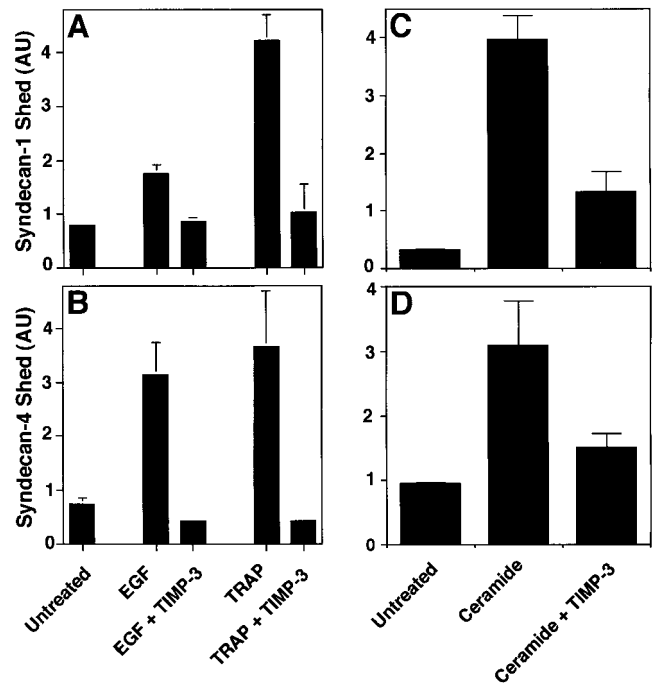 A
Syndecan-1 Shed (AU)
4
3
2
1
0
C
4
3
2
1
0
B
Syndecan-4 Shed (AU)
4
3
2
1
0
D
4
3
2
1
0
Untreated
EGF
EGF + TIMP-3
TRAP
TRAP + TIMP-3
Untreated
Ceramide
Ceramide + TIMP-3